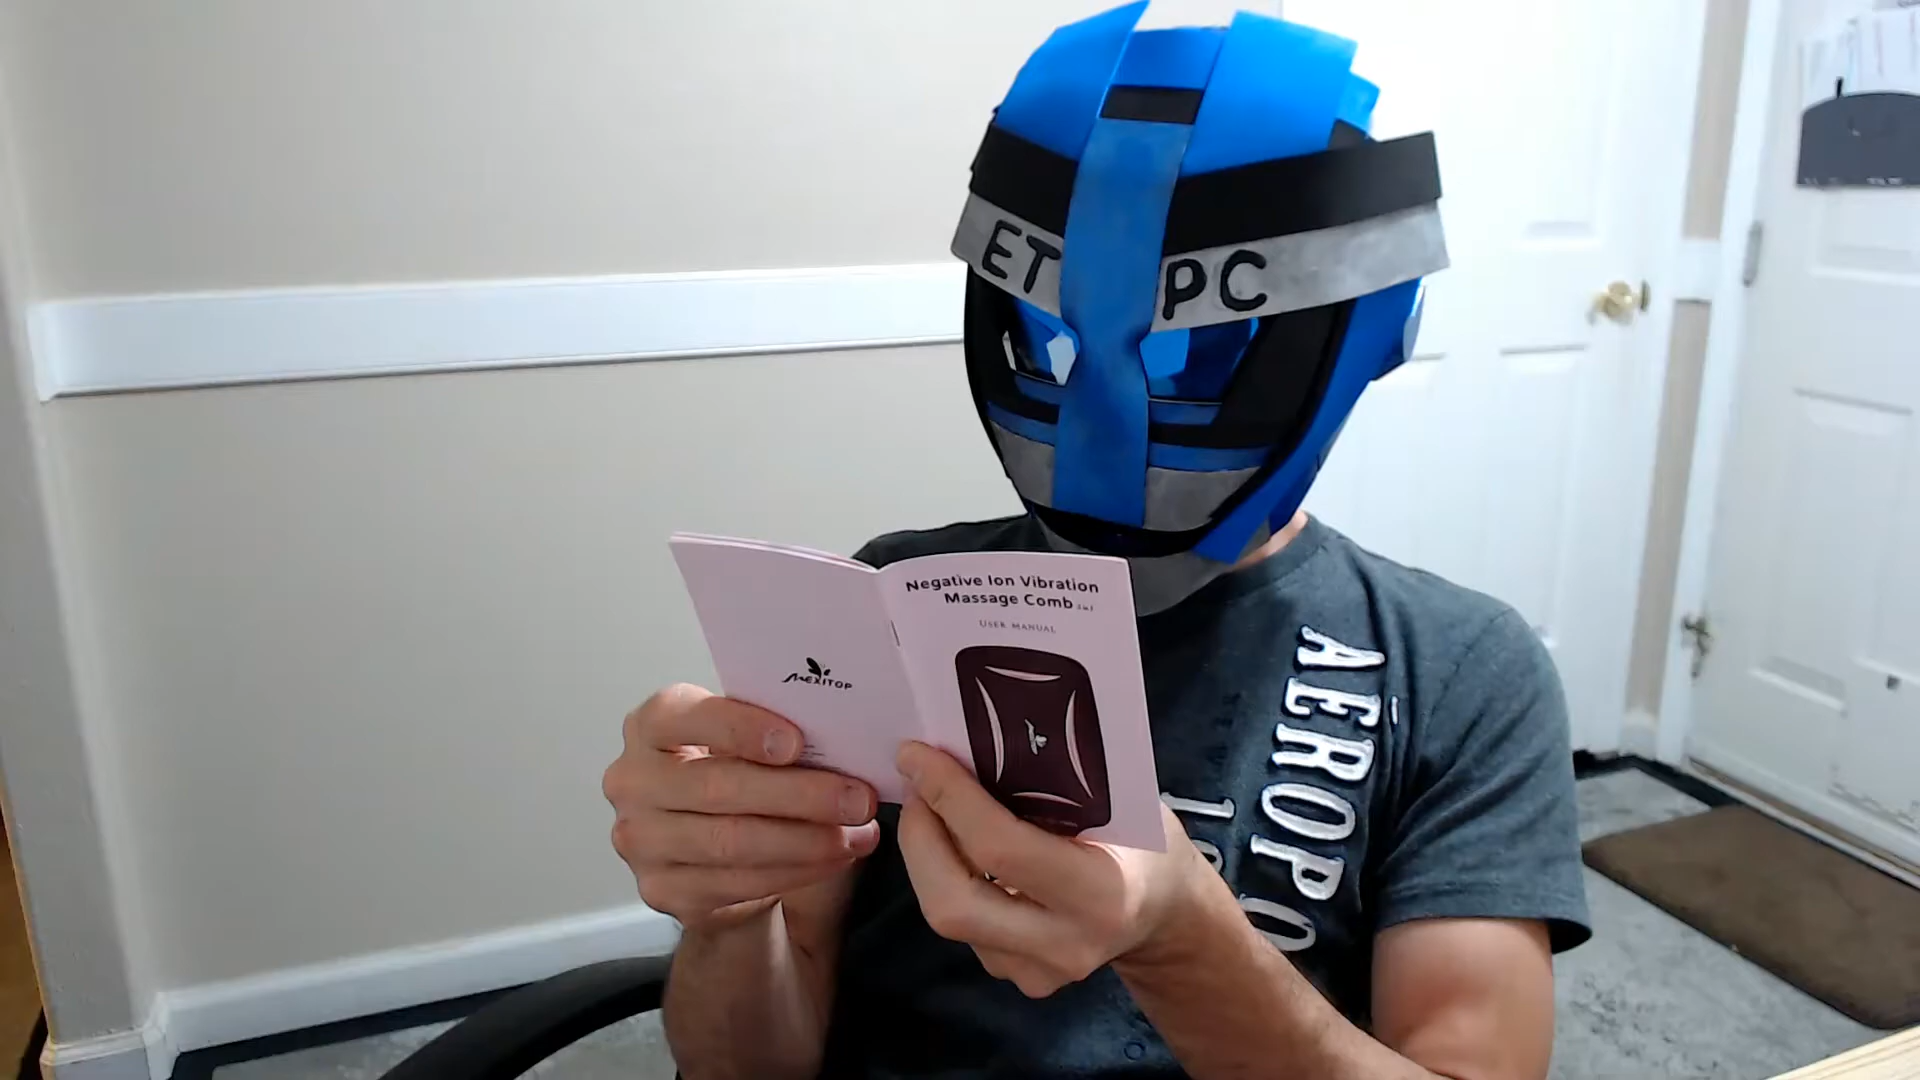 ET PC
Negative Ion Vibration
Massage Comb
USER MANUAL
MEXITOP
AÉROPO